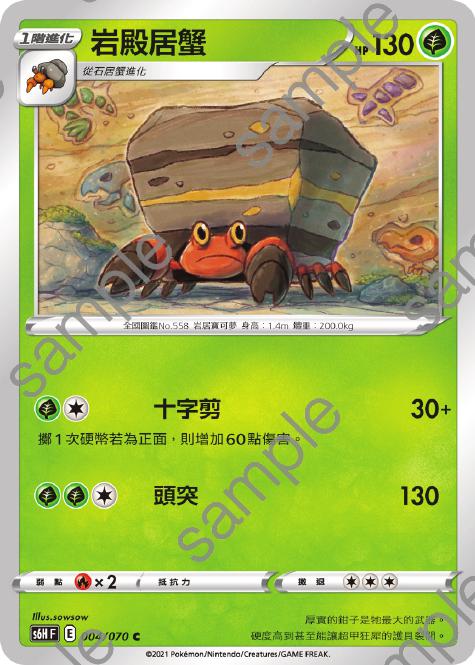 1階進化
岩殿居蟹
HP 130
從石居蟹進化
全國圖鑑No.558 岩居寶可夢 身高：1.4m 體重：200.0kg
十字剪 30+
擲1次硬幣若為正面，則增加60點傷害。
頭突 130
弱點 ×2 抵抗力 撤退
Illus.sowsow
S6H F E 004/070 C
厚實的鉗子是牠最大的武器。
硬度高到甚至能讓超甲狂犀的護具裂開。
©2021 Pokémon/Nintendo/Creatures/GAME FREAK.
sample
sample
sample
sample
sample
sample